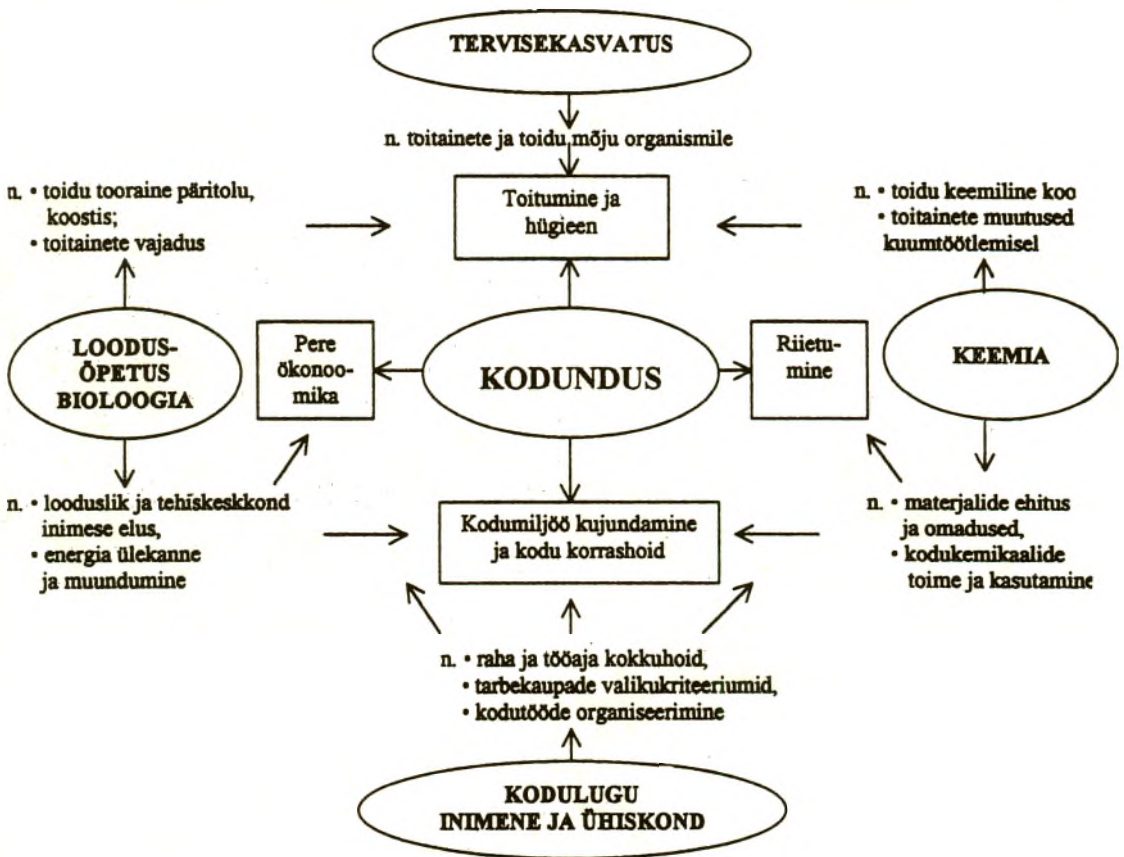 TERVISEKASVATUS
n. toitainete ja toidu mõju organismile
n. • toidu tooraine päritolu,
koostis;
• toitainete vajadus
Toitumine ja
hügieen
n. • toidu keemiline koo
• toitainete muutused
kuumtöötlemisel
LOODUS-
ÕPETUS
BIOLOOGIA
Pere
ökonoo-
mika
KODUNDUS
Riietu-
mine
KEEMIA
n. • looduslik ja tehiskeskkond
inimese elus,
• energia ülekanne
ja muundumine
Kodumiljöö kujundamine
ja kodu korrashoid
n. • materjalide ehitus
ja omadused,
• kodukemikaalide
toime ja kasutamine
n. • raha ja tööaja kokkuhoid,
• tarbekaupade valikukriteeriumid,
• kodutööde organiseerimine
KODULUGU
INIMENE JA ÜHISKOND